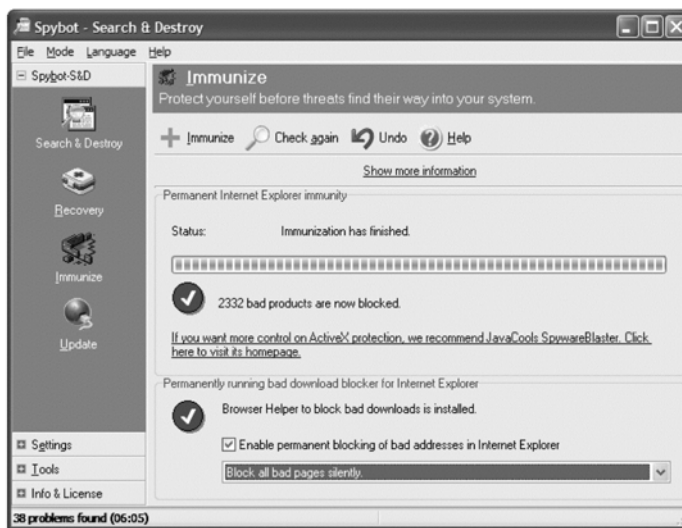 Spybot - Search & Destroy
File Mode Language Help
Spybot-S&D
Search & Destroy
Recovery
Immunize
Update
Settings
Tools
Info & License
Immunize
Protect yourself before threats find their way into your system.
Immunize Check again Undo Help
Show more information
Permanent Internet Explorer immunity
Status: Immunization has finished.
2332 bad products are now blocked.
If you want more control on ActiveX protection, we recommend JavaCools SpywareBlaster. Click
here to visit its homepage.
Permanently running bad download blocker for Internet Explorer
Browser Helper to block bad downloads is installed.
Enable permanent blocking of bad addresses in Internet Explorer
Block all bad pages silently.
38 problems found (06:05)